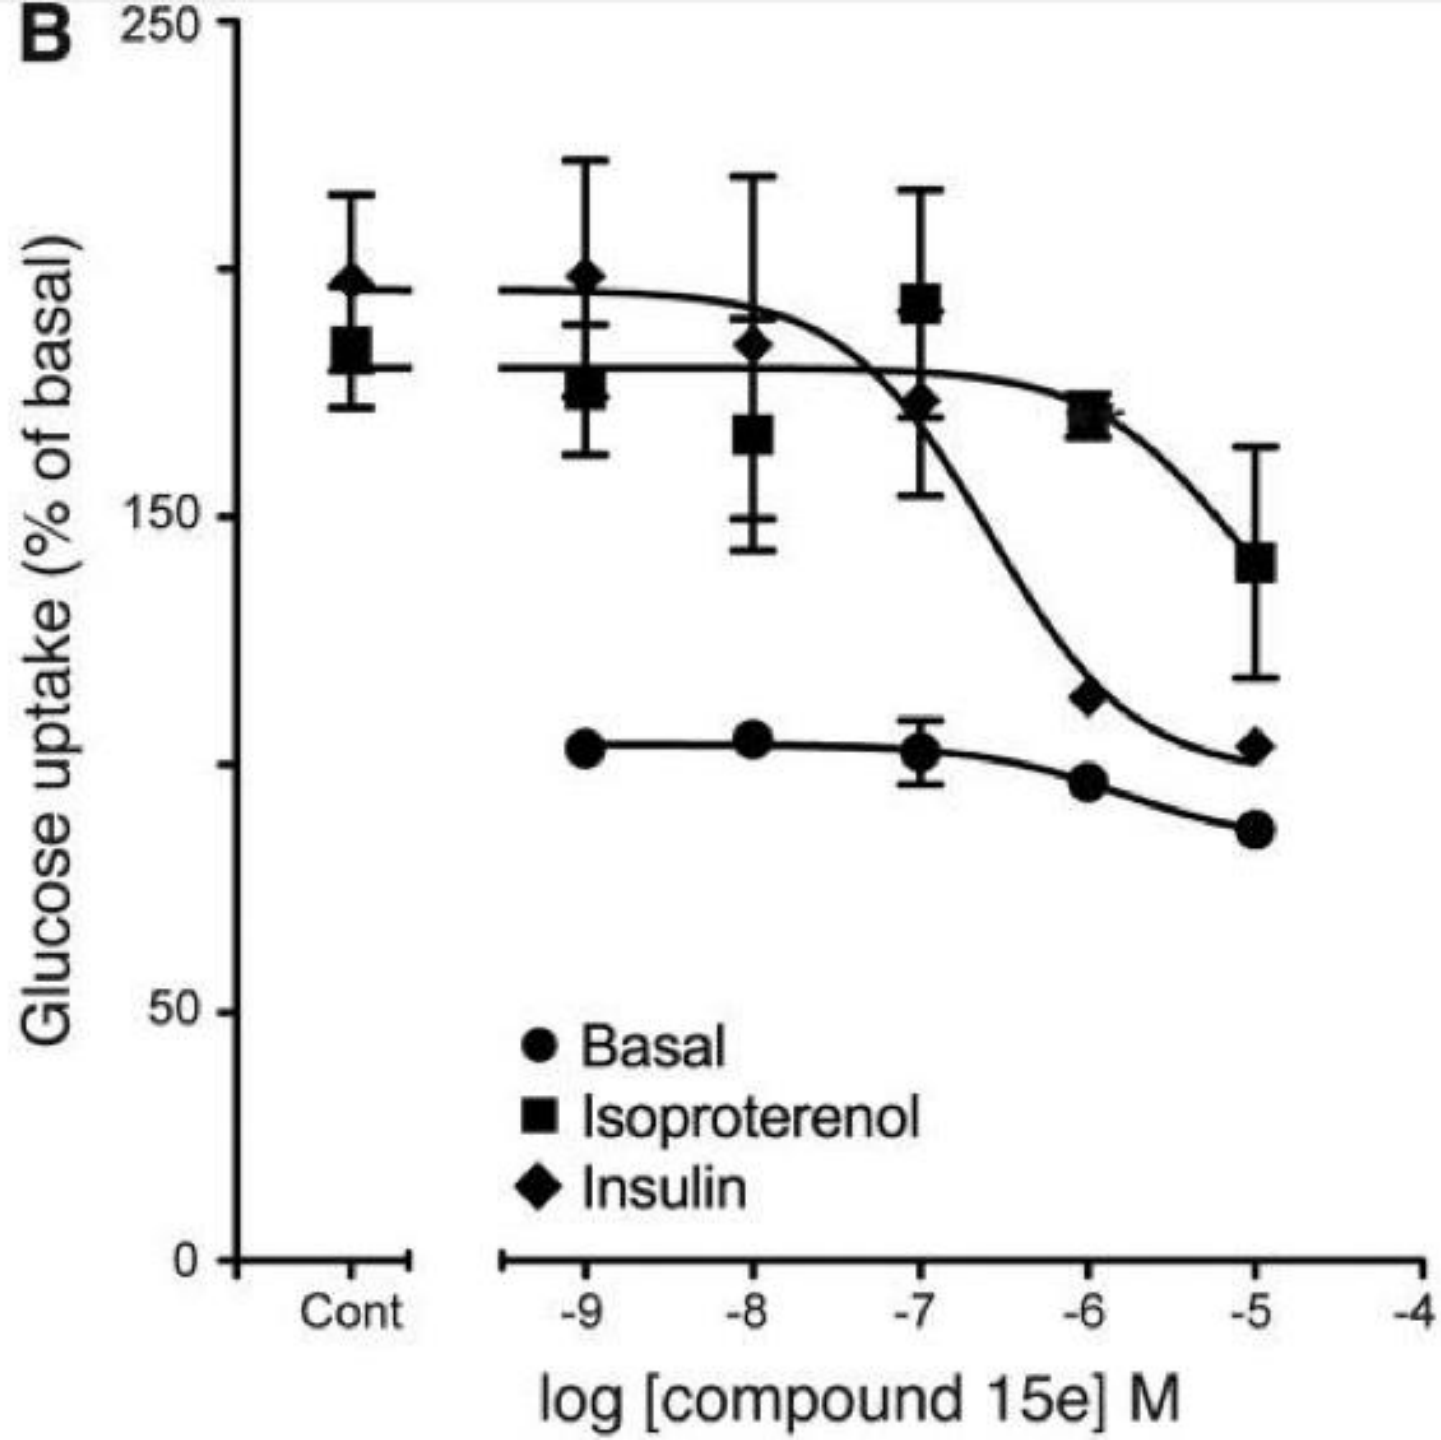 B
250
150
50
0
Glucose uptake (% of basal)
Basal
Isoproterenol
Insulin
Cont -9 -8 -7 -6 -5 -4
log [compound 15e] M